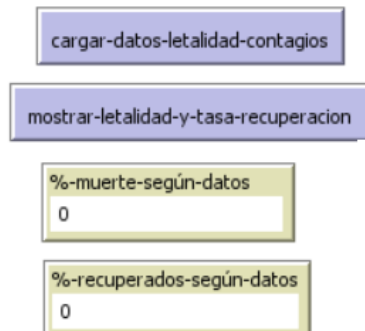 cargar-datos-letalidad-contagios
mostrar-letalidad-y-tasa-recuperacion
%-muerte-según-datos
0
%-recuperados-según-datos
0